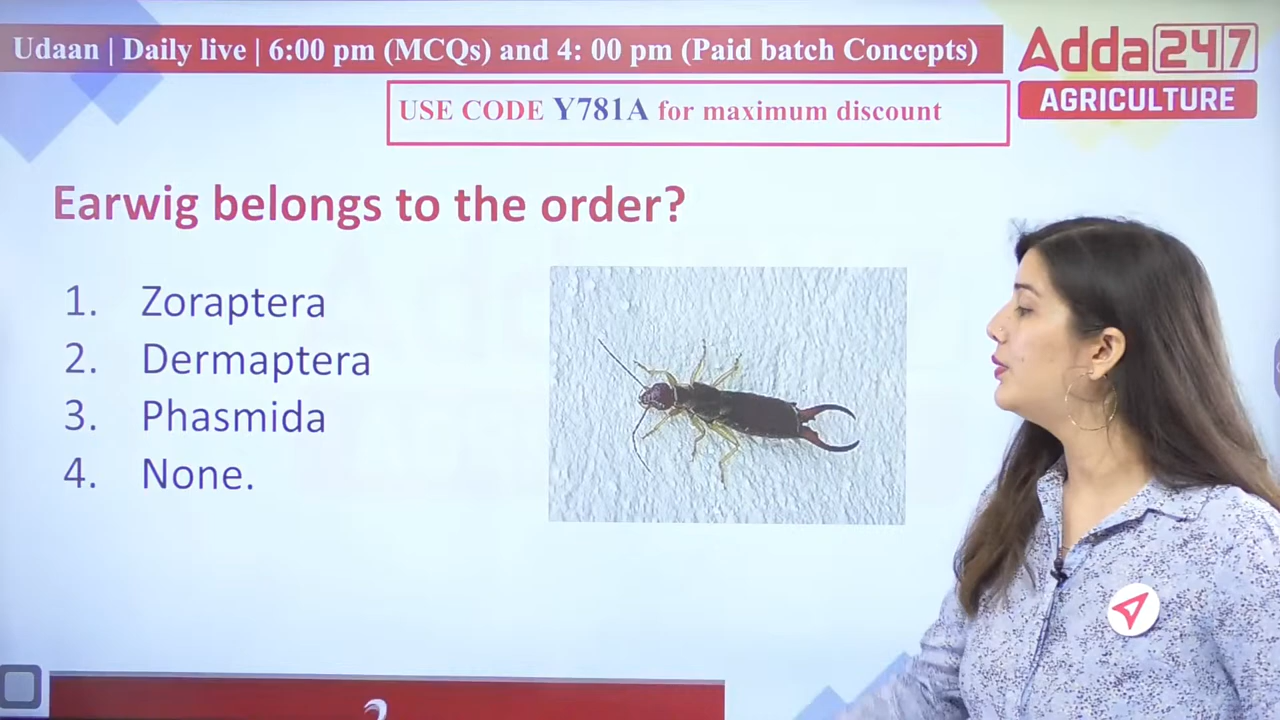 Udaan | Daily live | 6:00 pm (MCQs) and 4: 00 pm (Paid batch Concepts)
Adda 247
AGRICULTURE
USE CODE Y781A for maximum discount
Earwig belongs to the order?
1. Zoraptera
2. Dermaptera
3. Phasmida
4. None.